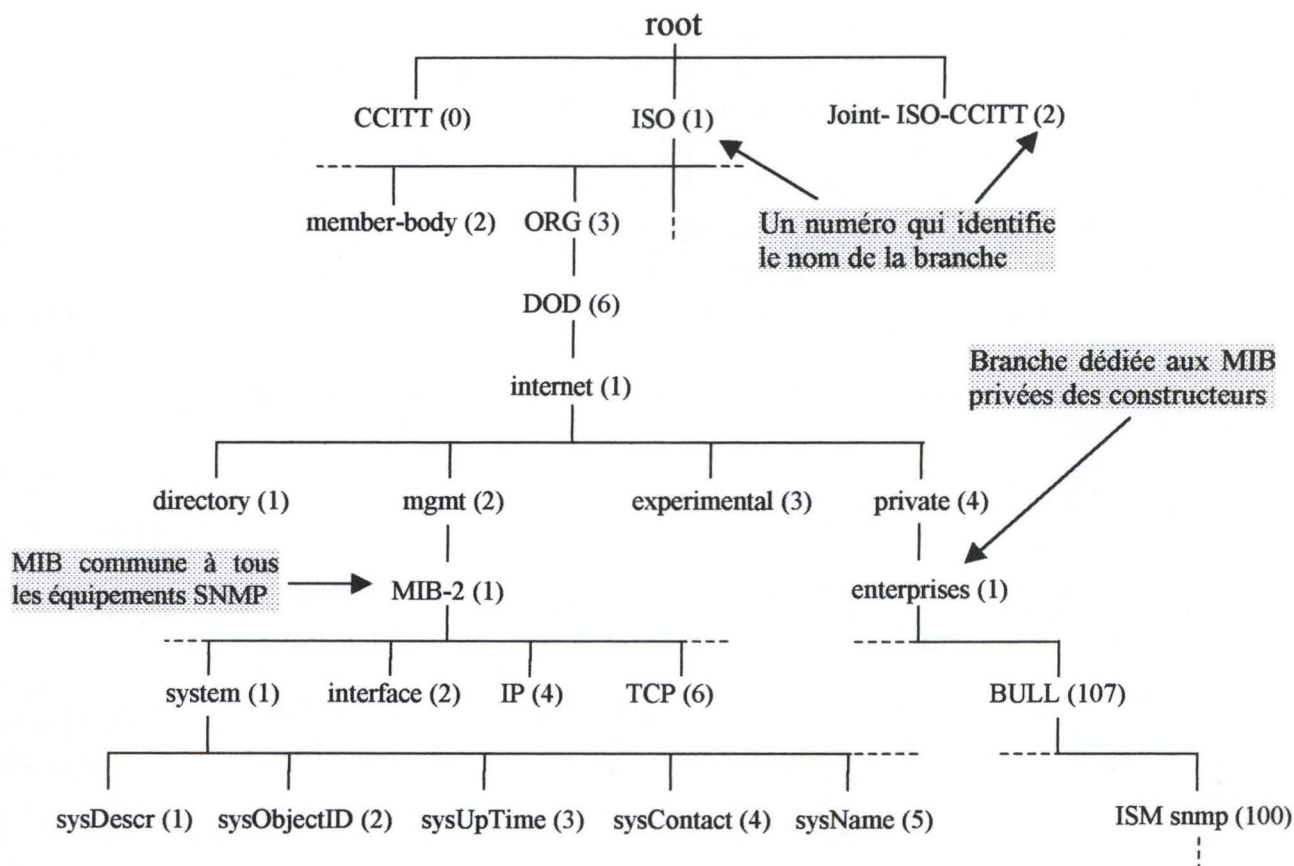 root
CCITT (0) ISO (1) Joint- ISO-CCITT (2)
member-body (2) ORG (3)
Un numéro qui identifie
le nom de la branche
DOD (6)
Branche dédiée aux MIB
privées des constructeurs
internet (1)
directory (1) mgmt (2) experimental (3) private (4)
MIB commune à tous
les équipements SNMP
MIB-2 (1) enterprises (1)
system (1) interface (2) IP (4) TCP (6) BULL (107)
sysDescr (1) sysObjectID (2) sysUpTime (3) sysContact (4) sysName (5) ISM snmp (100)